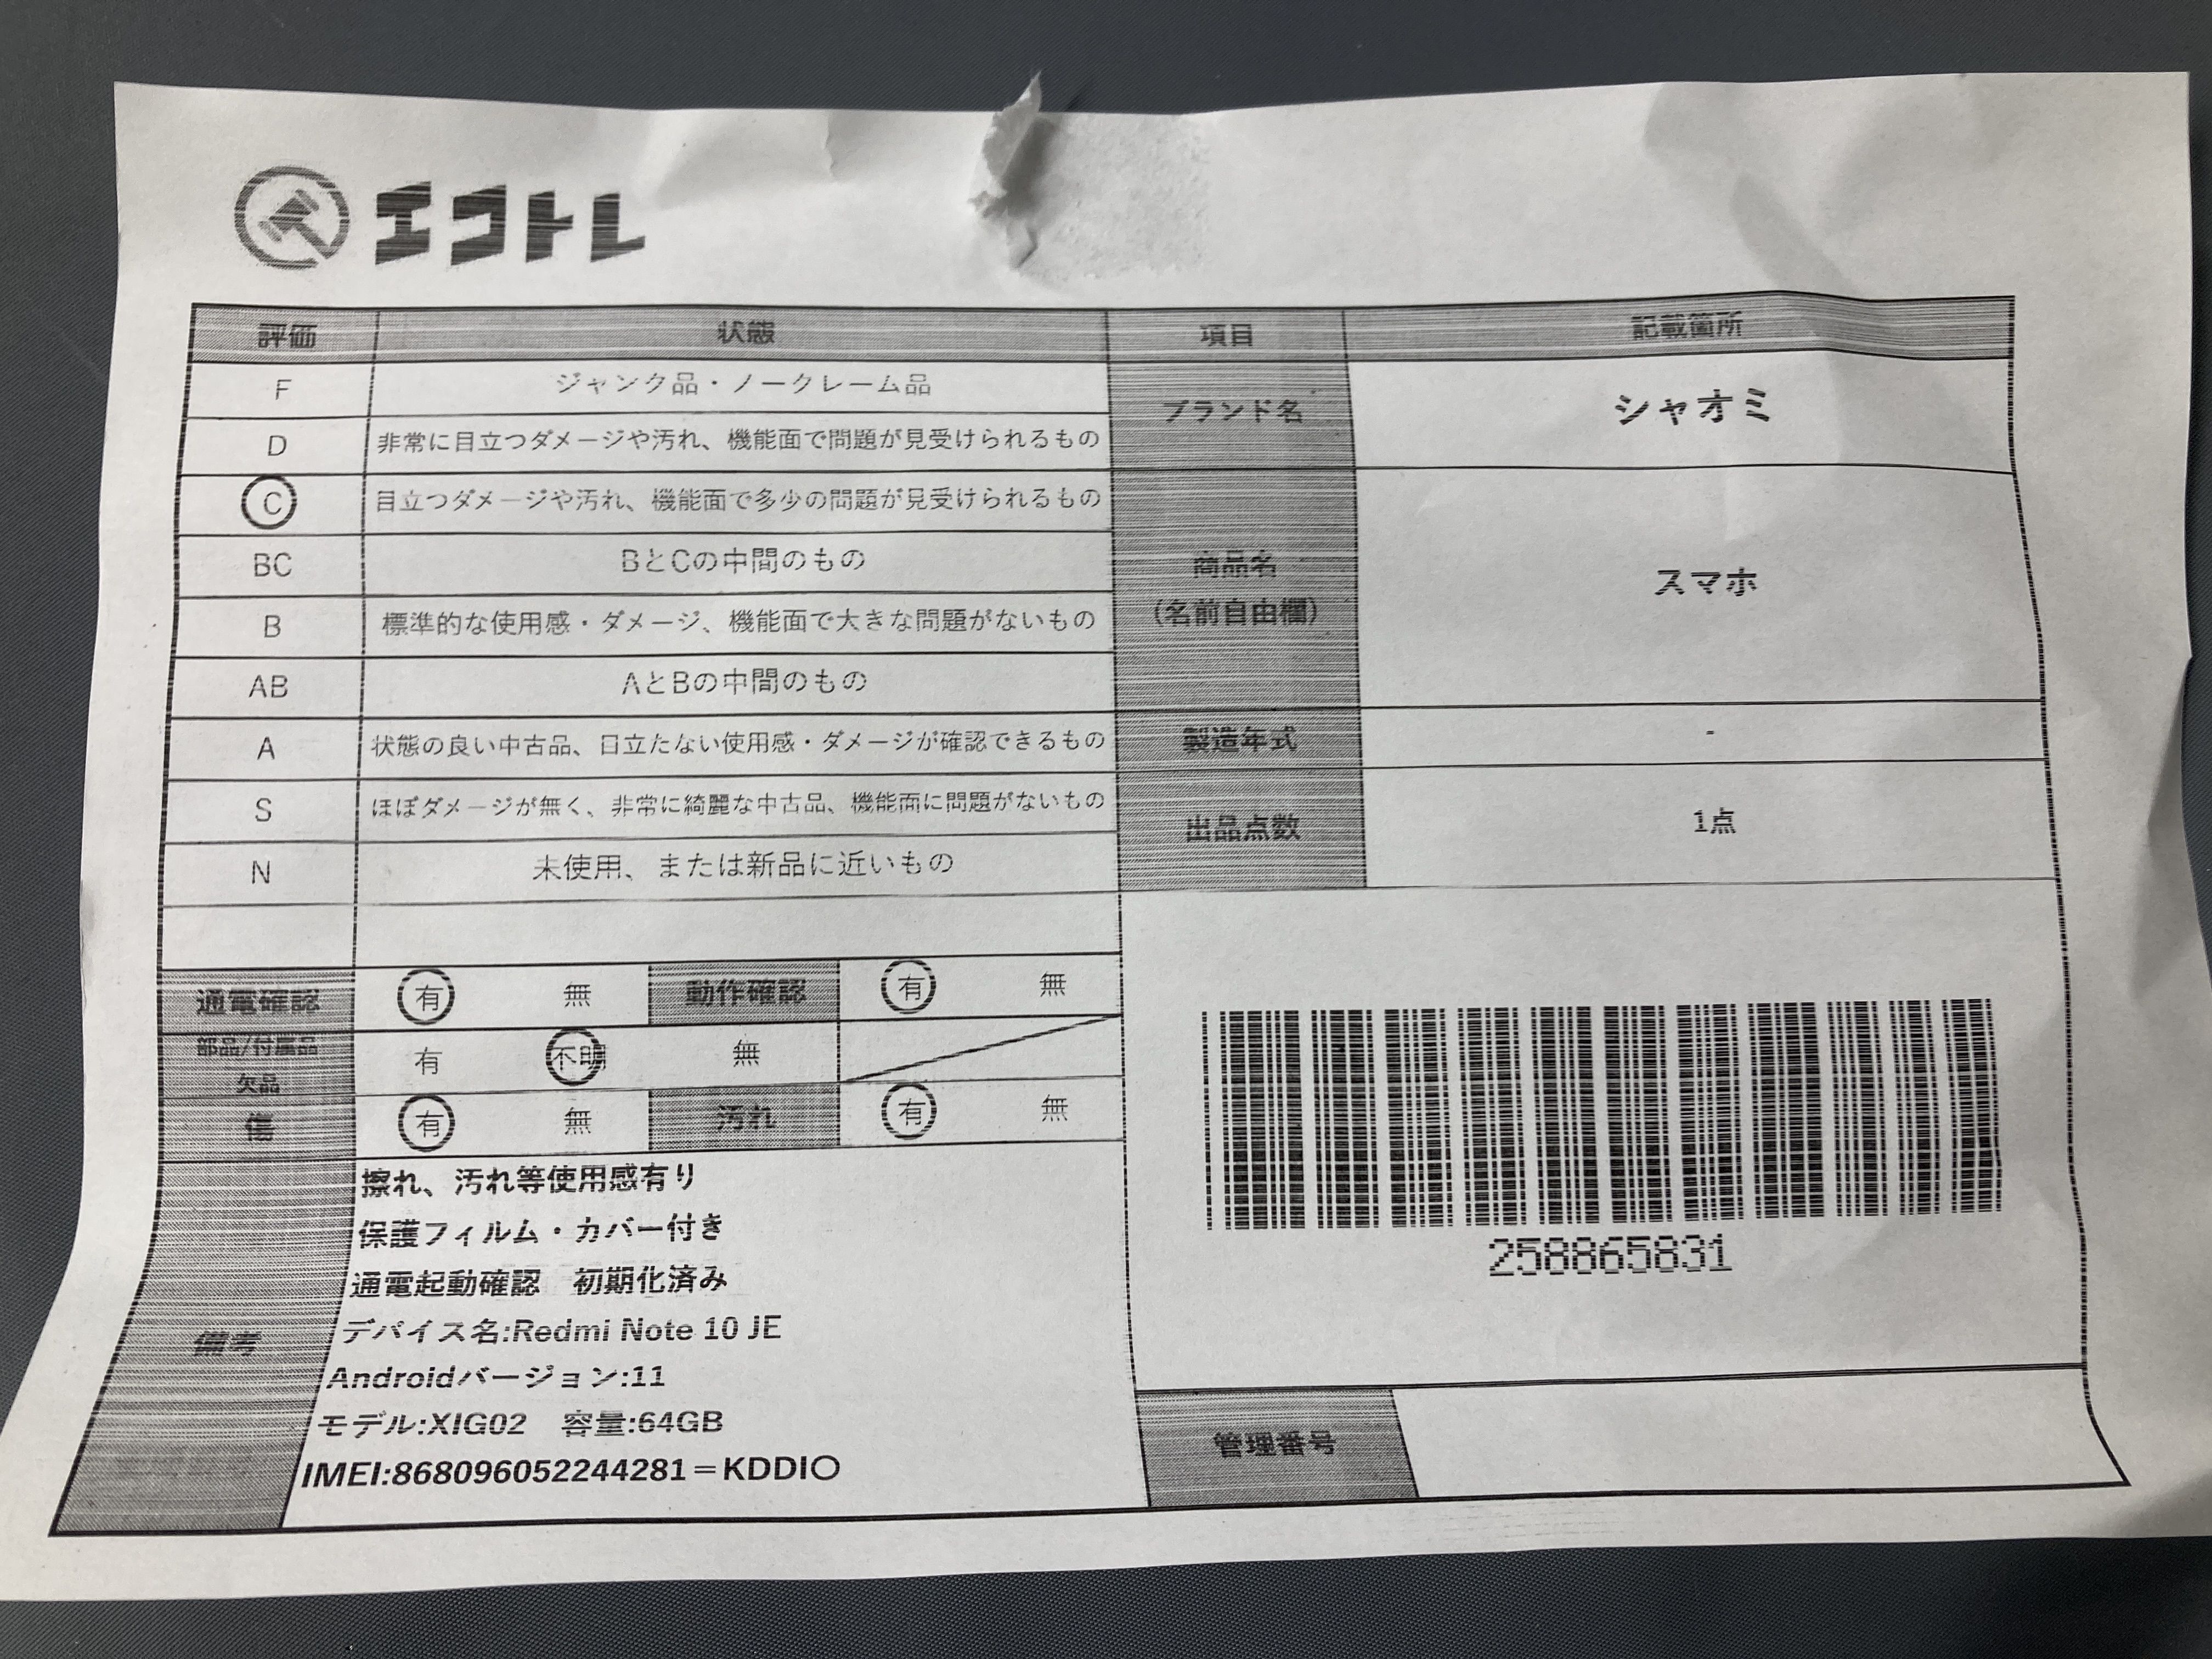 エコトレ
評価 状態 項目 記載箇所
F ジャンク品・ノークレーム品
D 非常に目立つダメージや汚れ、機能面で問題が見受けられるもの
C 目立つダメージや汚れ、機能面で多少の問題が見受けられるもの
BC BとCの中間のもの
B 標準的な使用感・ダメージ、機能面で大きな問題がないもの
AB AとBの中間のもの
A 状態の良い中古品、目立たない使用感・ダメージが確認できるもの
S ほぼダメージが無く、非常に綺麗な中古品、機能面に問題がないもの
N 未使用、または新品に近いもの
ブランド名 シャオミ
商品名
(名前自由欄)
スマホ
製造年式 -
出品点数 1点
通電確認 有 無 動作確認 有 無
部品/付属品
欠品
有 不明 無
傷 有 無 汚れ 有 無
備考
擦れ、汚れ等使用感有り
保護フィルム・カバー付き
通電起動確認 初期化済み
デバイス名:Redmi Note 10 JE
Androidバージョン:11
モデル:XIG02 容量:64GB
IMEI:868096052244281＝KDDI〇
258865831
管理番号